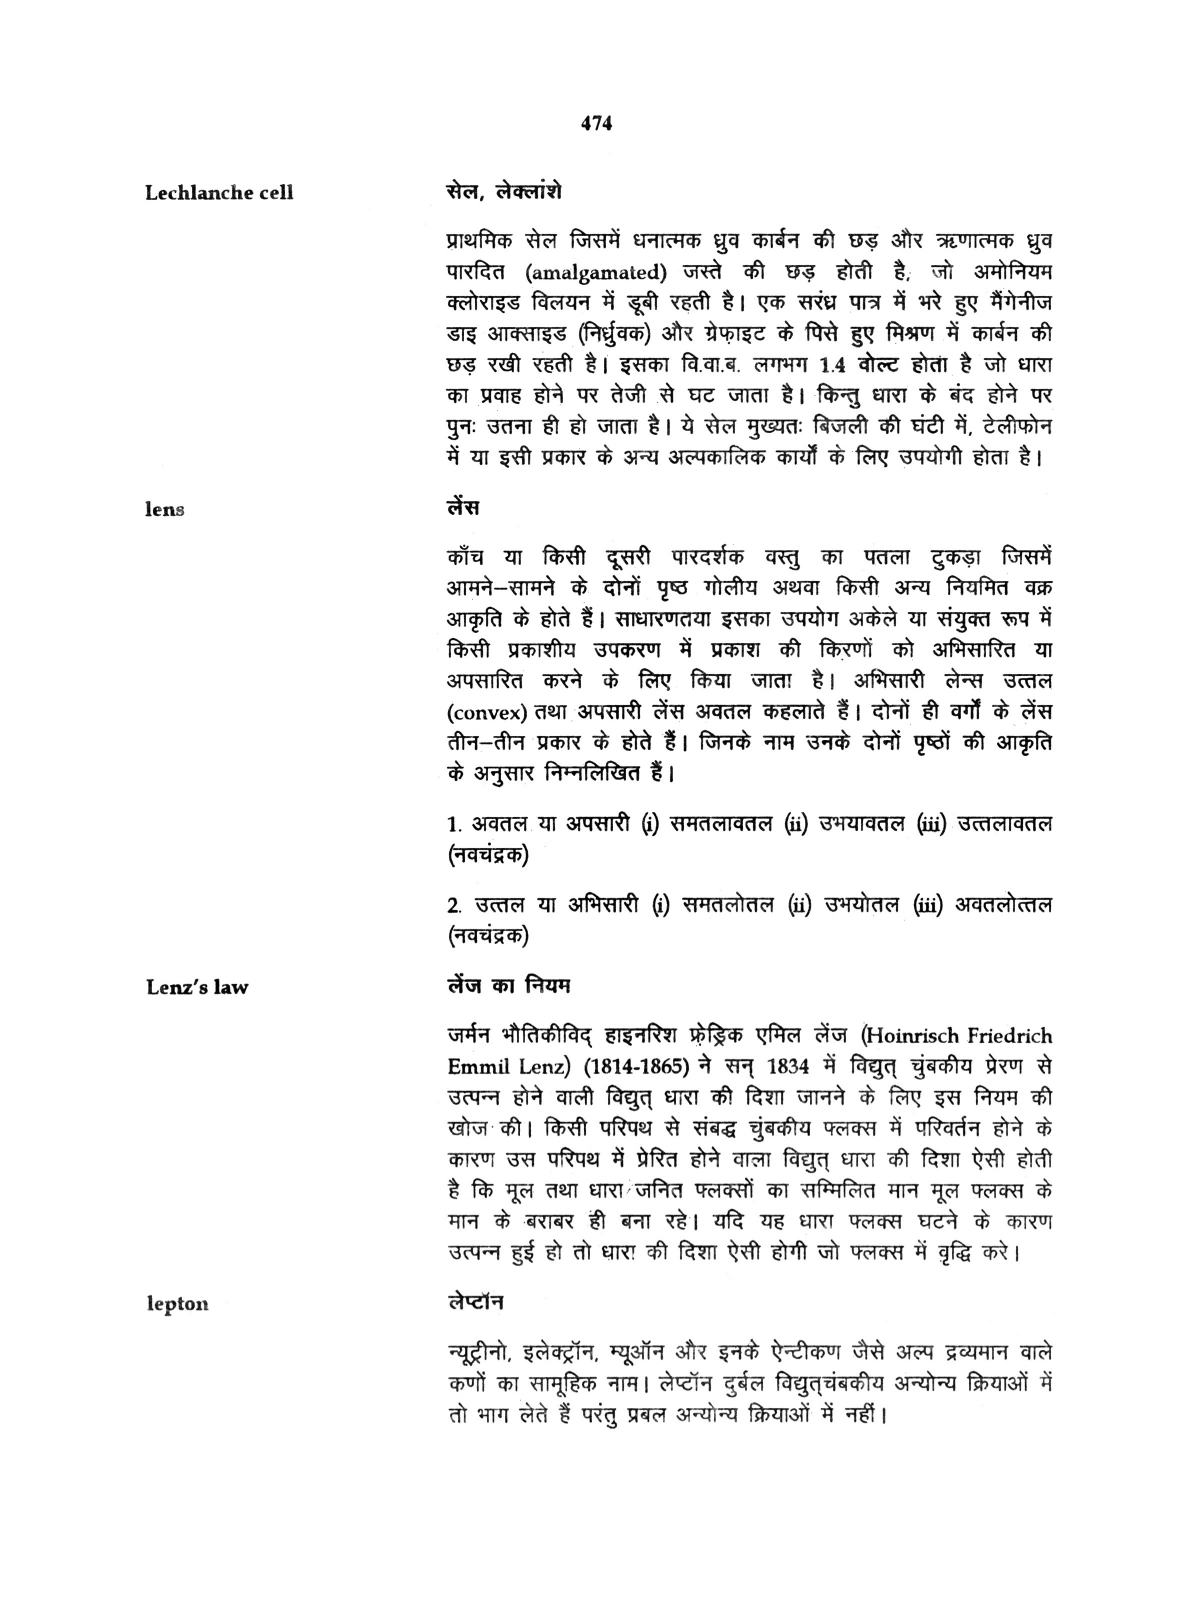 474
Lechlanche cell
सेल, लेक्लांशे
प्राथमिक सेल जिसमें धनात्मक ध्रुव कार्बन की छड़ और ऋणात्मक ध्रुव
पारदित (amalgamated) जस्ते की छड़ होती है, जो अमोनियम
क्लोराइड विलयन में डूबी रहती है। एक सरंध्र पात्र में भरे हुए मैंगेनीज
डाइ आक्साइड (निर्ध्रुवक) और ग्रेफ़ाइट के पिसे हुए मिश्रण में कार्बन की
छड़ रखी रहती है। इसका वि.वा.ब. लगभग 1.4 वोल्ट होता है जो धारा
का प्रवाह होने पर तेजी से घट जाता है। किन्तु धारा के बंद होने पर
पुनः उतना ही हो जाता है। ये सेल मुख्यतः बिजली की घंटी में, टेलीफोन
में या इसी प्रकार के अन्य अल्पकालिक कार्यों के लिए उपयोगी होता है।
lens
लेंस
काँच या किसी दूसरी पारदर्शक वस्तु का पतला टुकड़ा जिसमें
आमने–सामने के दोनों पृष्ठ गोलीय अथवा किसी अन्य नियमित वक्र
आकृति के होते हैं। साधारणतया इसका उपयोग अकेले या संयुक्त रूप में
किसी प्रकाशीय उपकरण में प्रकाश की किरणों को अभिसारित या
अपसारित करने के लिए किया जाता है। अभिसारी लेन्स उत्तल
(convex) तथा अपसारी लेंस अवतल कहलाते हैं। दोनों ही वर्गों के लेंस
तीन–तीन प्रकार के होते हैं। जिनके नाम उनके दोनों पृष्ठों की आकृति
के अनुसार निम्नलिखित हैं।
1. अवतल या अपसारी (i) समतलावतल (ii) उभयावतल (iii) उत्तलावतल
(नवचंद्रक)
2. उत्तल या अभिसारी (i) समतलोतल (ii) उभयोतल (iii) अवतलोत्तल
(नवचंद्रक)
Lenz's law
लेंज का नियम
जर्मन भौतिकीविद् हाइनरिश फ्रेड्रिक एमिल लेंज (Hoinrisch Friedrich
Emmil Lenz) (1814-1865) ने सन् 1834 में विद्युत् चुंबकीय प्रेरण से
उत्पन्न होने वाली विद्युत् धारा की दिशा जानने के लिए इस नियम की
खोज की। किसी परिपथ से संबद्ध चुंबकीय फ्लक्स में परिवर्तन होने के
कारण उस परिपथ में प्रेरित होने वाला विद्युत् धारा की दिशा ऐसी होती
है कि मूल तथा धारा जनित फ्लक्सों का सम्मिलित मान मूल फ्लक्स के
मान के बराबर ही बना रहे। यदि यह धारा फ्लक्स घटने के कारण
उत्पन्न हुई हो तो धारा की दिशा ऐसी होगी जो फ्लक्स में वृद्धि करे।
lepton
लेप्टॉन
न्यूट्रीनो, इलेक्ट्रॉन, म्यूऑन और इनके ऐन्टीकण जैसे अल्प द्रव्यमान वाले
कणों का सामूहिक नाम। लेप्टॉन दुर्बल विद्युत्चंबकीय अन्योन्य क्रियाओं में
तो भाग लेते हैं परंतु प्रबल अन्योन्य क्रियाओं में नहीं।